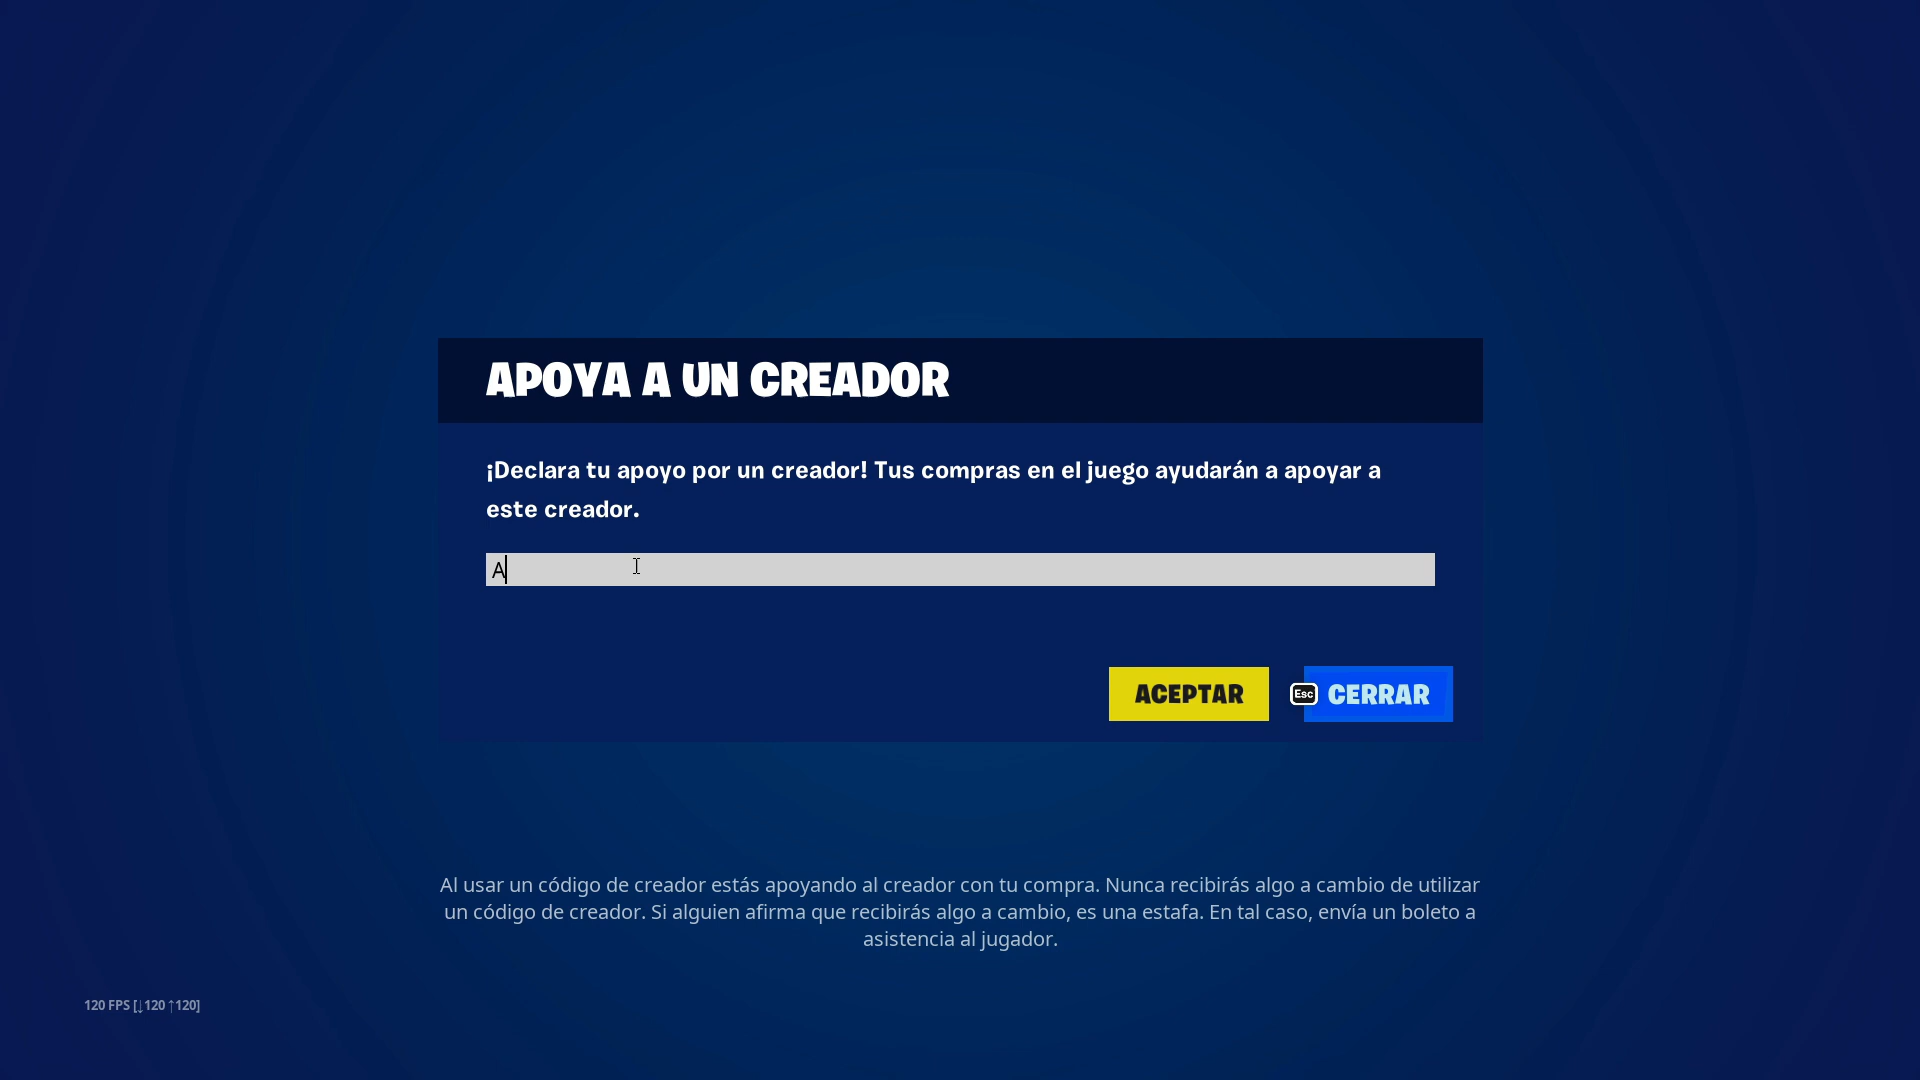 APOYA A UN CREADOR
¡Declara tu apoyo por un creador! Tus compras en el juego ayudarán a apoyar a
este creador.
A
ACEPTAR
Esc CERRAR
Al usar un código de creador estás apoyando al creador con tu compra. Nunca recibirás algo a cambio de utilizar
un código de creador. Si alguien afirma que recibirás algo a cambio, es una estafa. En tal caso, envía un boleto a
asistencia al jugador.
120 FPS [↓120 ↑120]